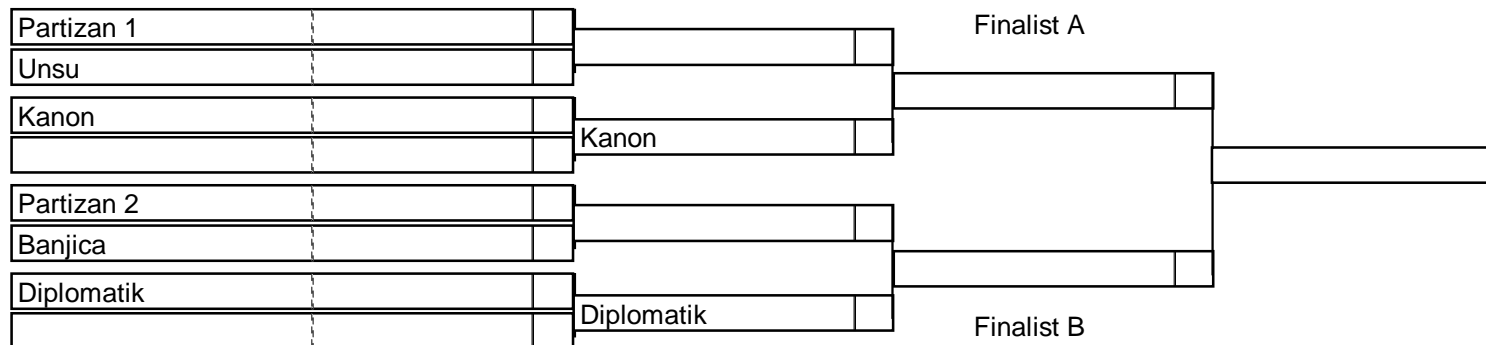 Partizan 1
Unsu
Kanon
Partizan 2
Banjica
Diplomatik
Kanon
Diplomatik
Finalist A
Finalist B